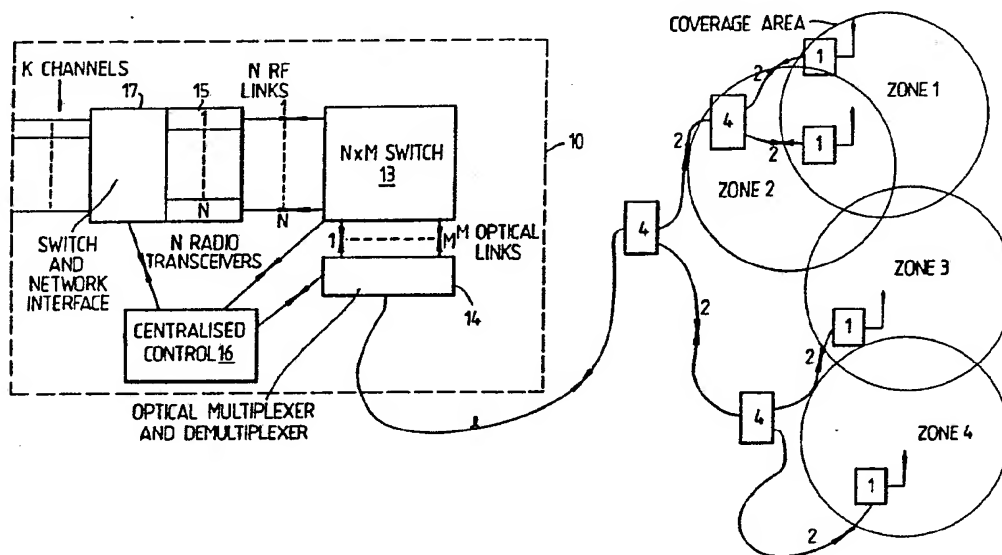 K CHANNELS
17
15
N RF
LINKS
N
N
NxM SWITCH
13
10
SWITCH
AND
NETWORK
INTERFACE
N RADIO
TRANSCEIVERS
1
M
M OPTICAL
LINKS
14
CENTRALISED
CONTROL 16
OPTICAL MULTIPLEXER
AND DEMULTIPLEXER
COVERAGE AREA
1
2
ZONE 1
4
2
1
2
ZONE 2
4
ZONE 3
2
1
2
4
ZONE 4
1
2